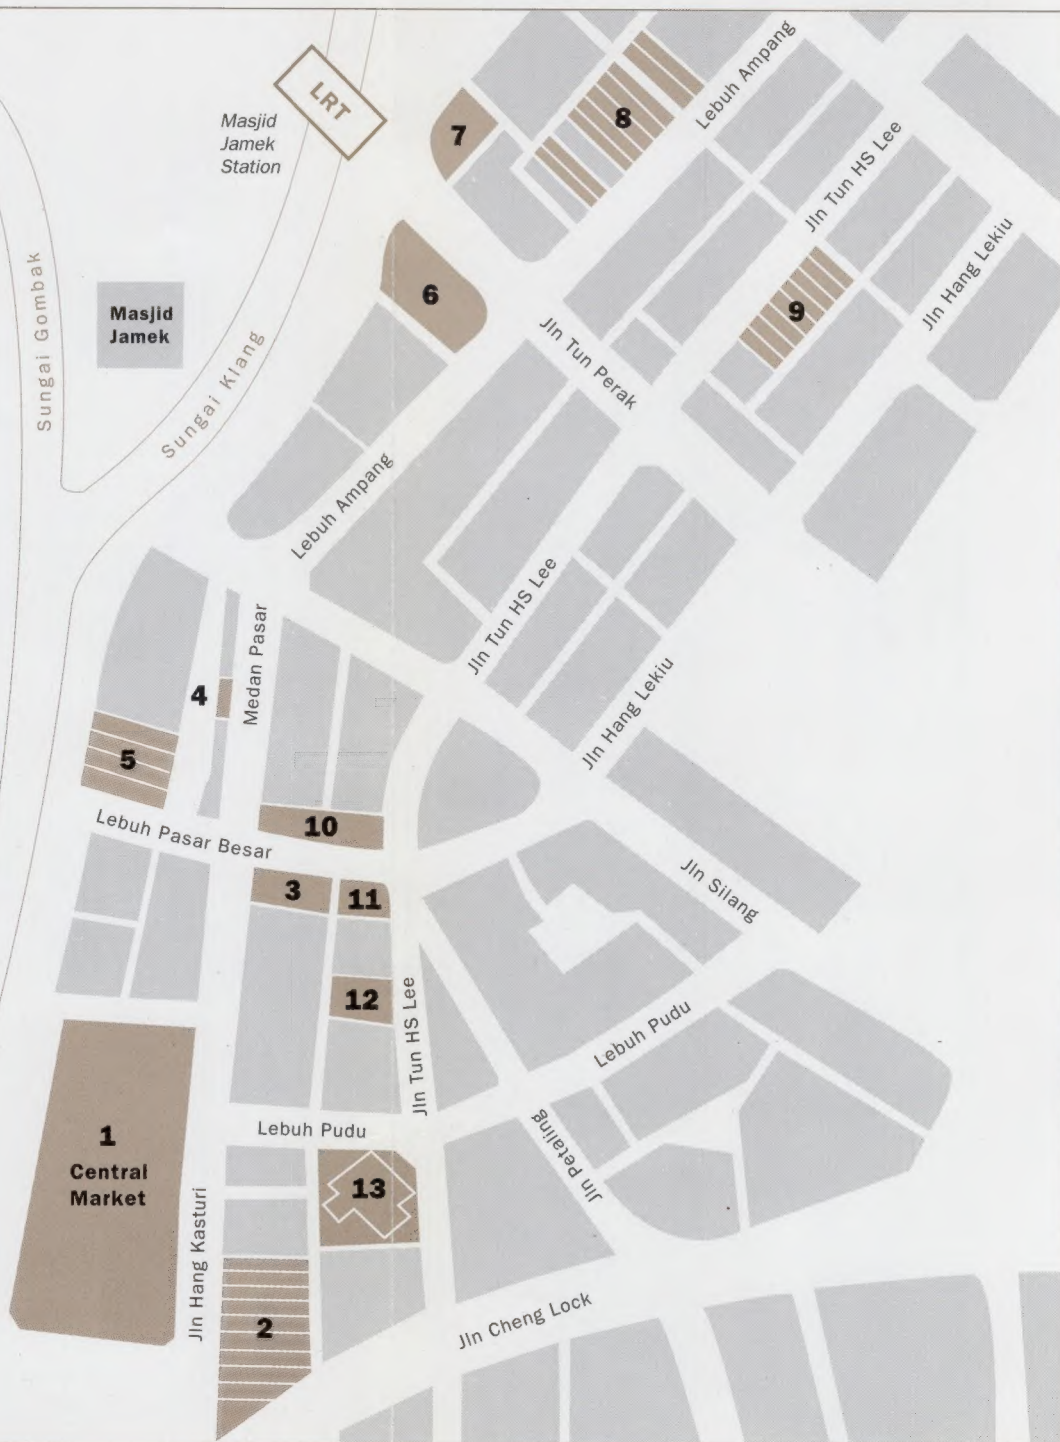 LRT
Masjid
Jamek
Station
7
8
Lebuh Ampang
Jln Tun HS Lee
Jln Hang Lekiu
6
9
Sungai Gombak
Masjid
Jamek
Sungai Klang
Jln Tun Perak
Lebuh Ampang
Jln Tun HS Lee
Medan Pasar
Jln Hang Lekiu
4
5
Lebuh Pasar Besar
10
3
11
Jln Silang
12
Jln Tun HS Lee
Lebuh Pudu
1
Central
Market
Lebuh Pudu
Jln Petaling
13
Jln Hang Kasturi
2
Jln Cheng Lock